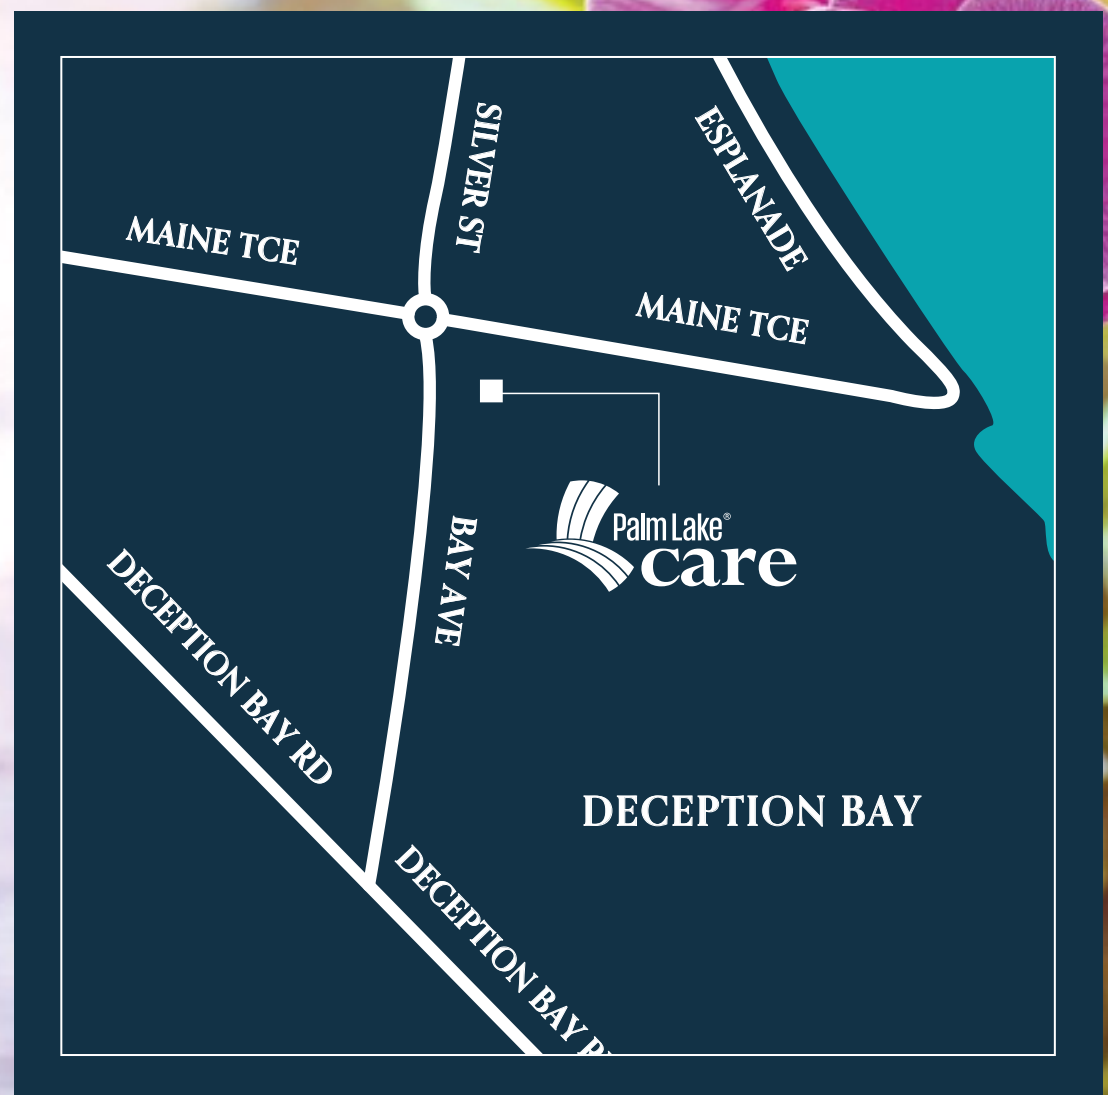 SILVER ST
ESPLANADE
MAINE TCE
MAINE TCE
Palm Lake®
care
BAY AVE
DECEPTION BAY RD
DECEPTION BAY
DECEPTION BAY